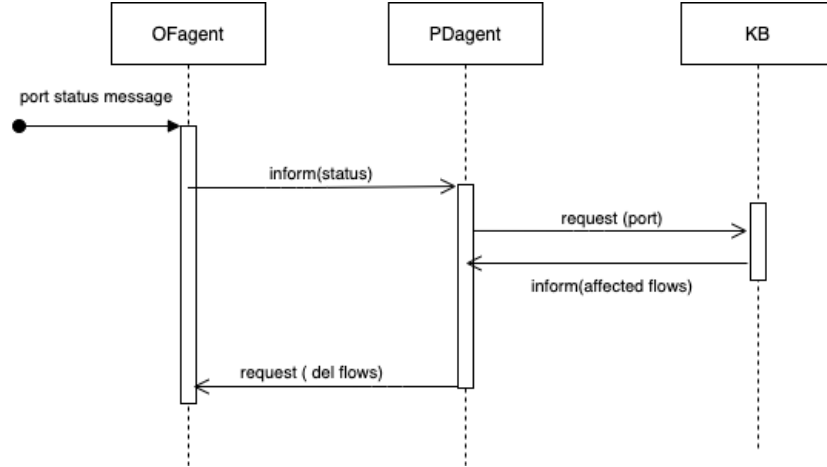 OFagent
PDagent
KB
port status message
inform(status)
request (port)
inform(affected flows)
request ( del flows)